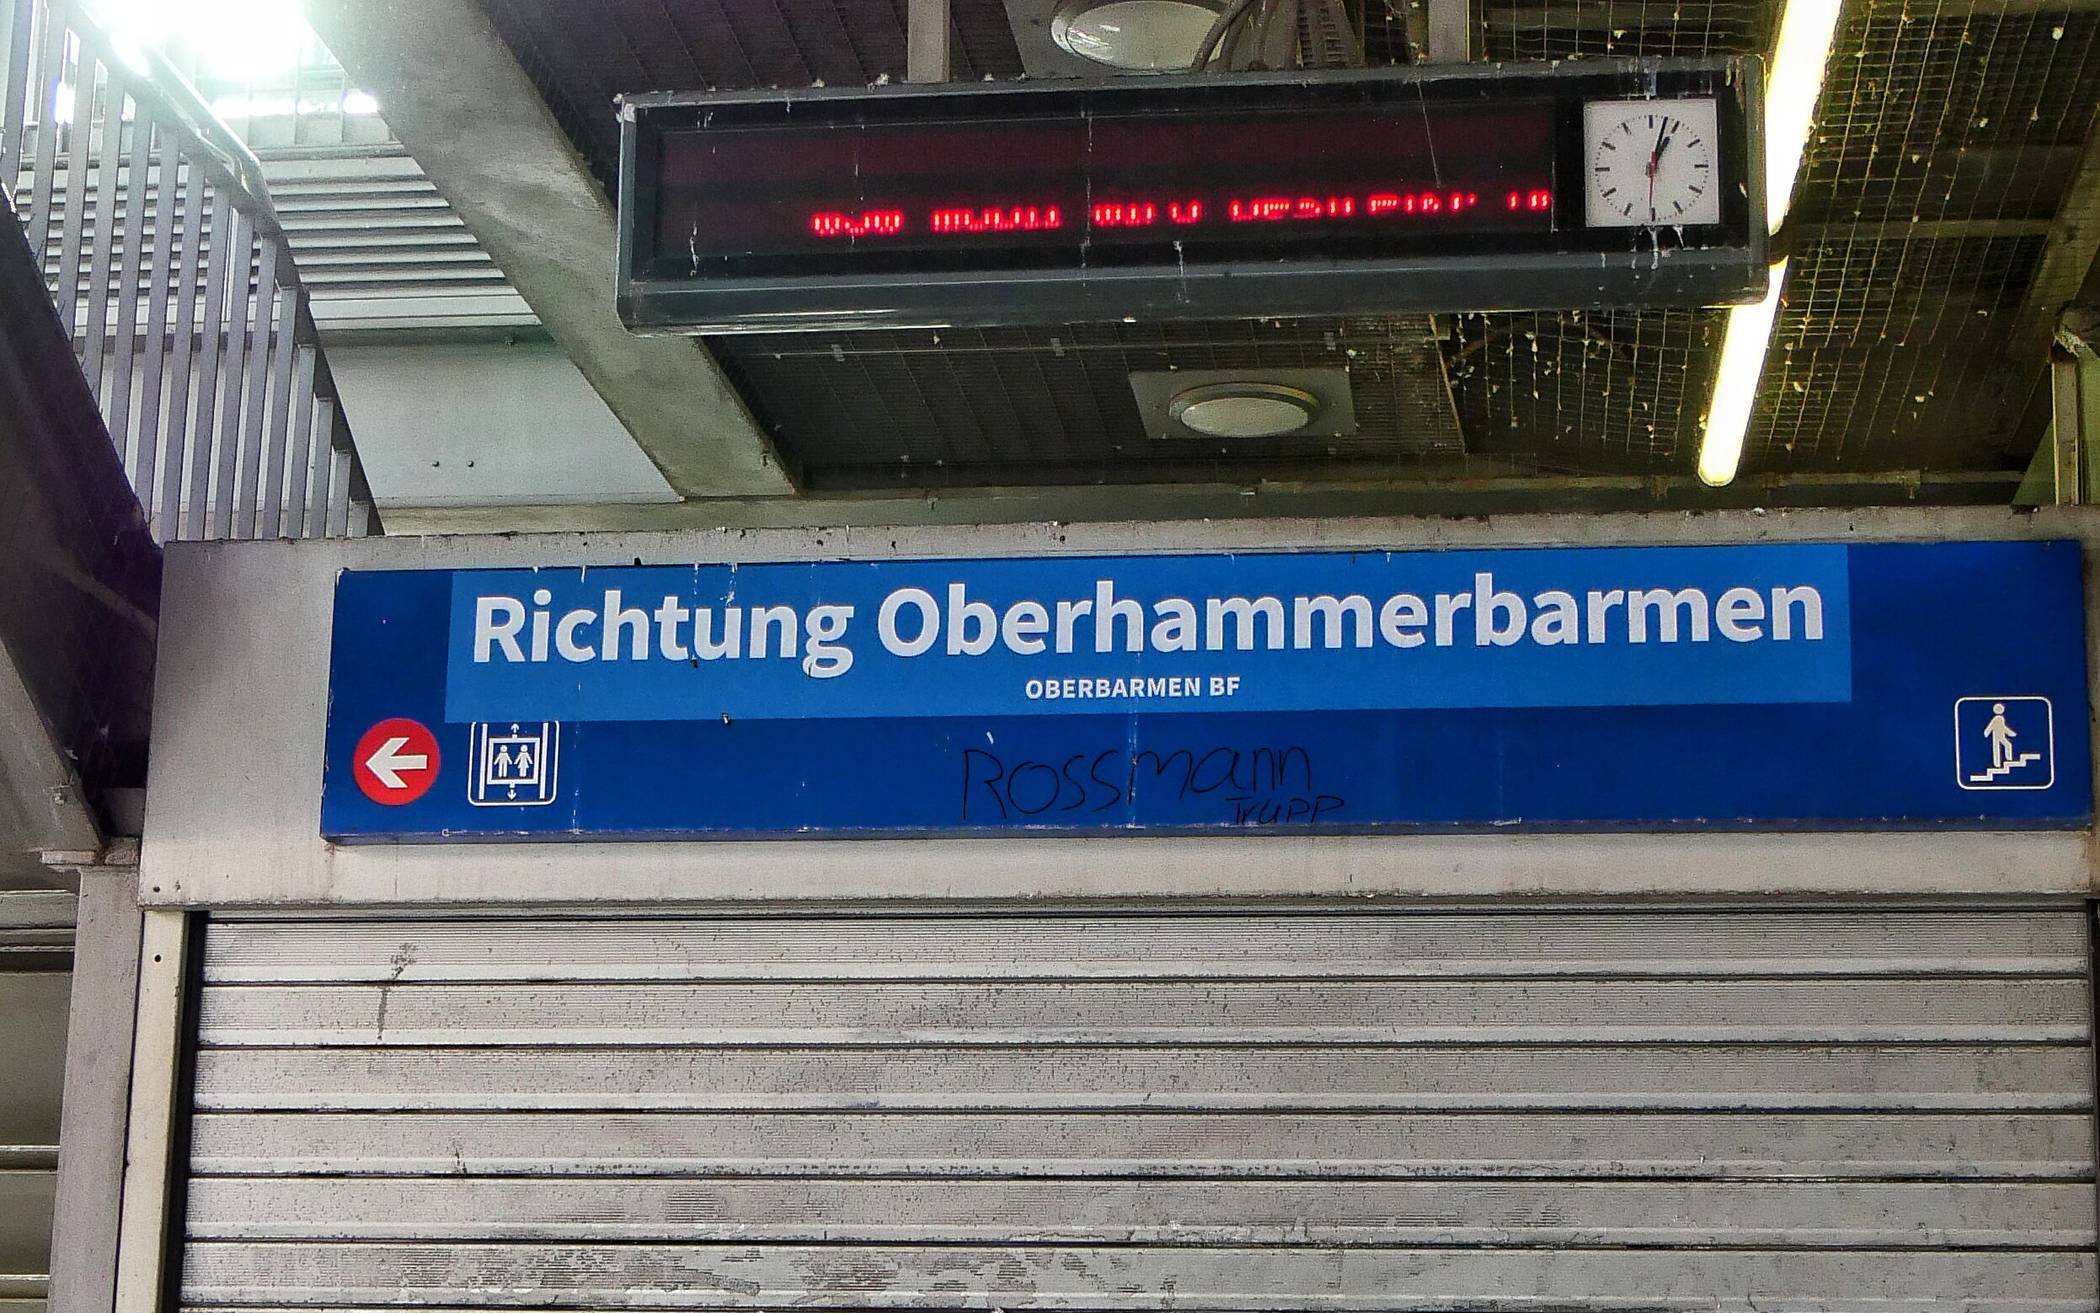 Richtung Oberhammerbarmen
OBERBARMEN BF
Rossmann
Trupp